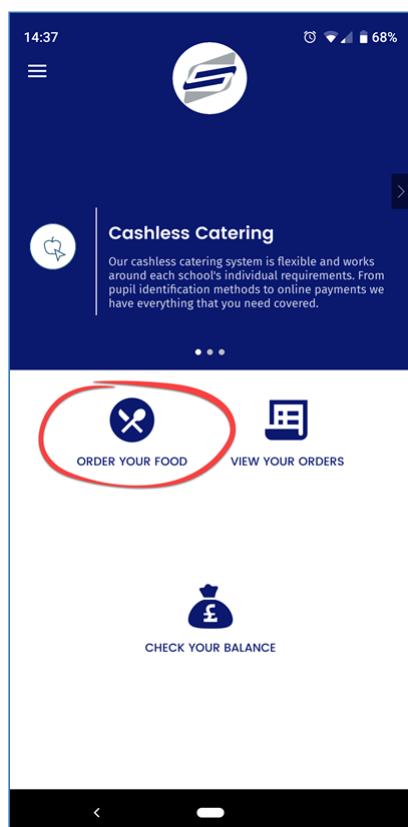 14:37
68%
Cashless Catering
Our cashless catering system is flexible and works
around each school's individual requirements. From
pupil identification methods to online payments we
have everything that you need covered.
ORDER YOUR FOOD
VIEW YOUR ORDERS
£
CHECK YOUR BALANCE